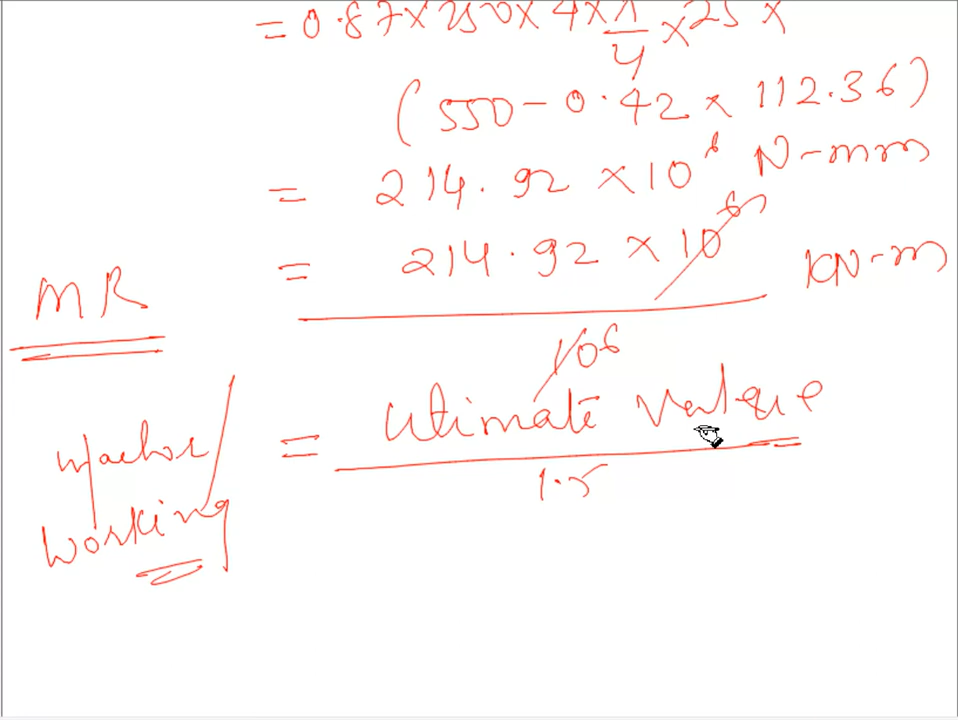 = 0.87 × 250 × 4 × π/4 × 25 ×
(550 - 0.42 × 112.36)
= 214.92 × 10⁶ N-mm
= 214.92 × 10⁶ / 10⁶ KN-m
MR
working = Ultimate Value / 1.5